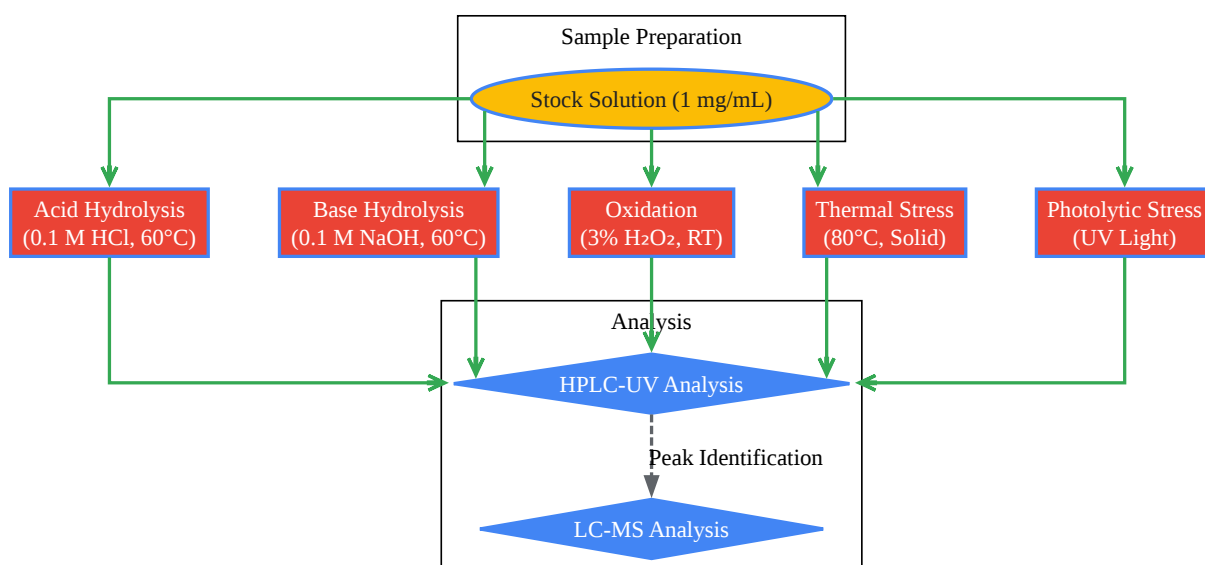 Sample Preparation
Stock Solution (1 mg/mL)
Acid Hydrolysis
(0.1 M HCl, 60°C)
Base Hydrolysis
(0.1 M NaOH, 60°C)
Oxidation
(3% H₂O₂, RT)
Thermal Stress
(80°C, Solid)
Photolytic Stress
(UV Light)
Analysis
HPLC-UV Analysis
Peak Identification
LC-MS Analysis